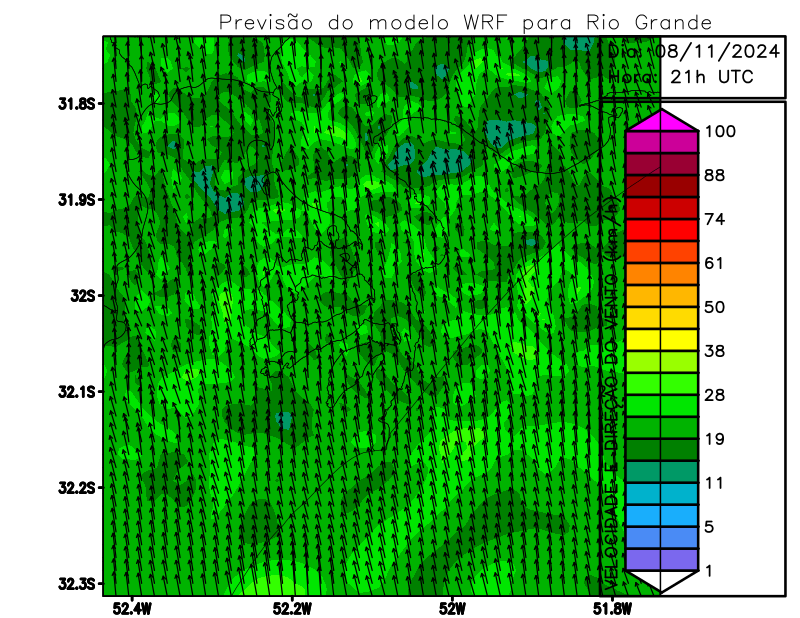 Previsão do modelo WRF para Rio Grande
Dia: 08/11/2024
Hora: 21h UTC
31.8S
31.9S
32S
32.1S
32.2S
32.3S
52.4W
52.2W
52W
51.8W
VELOCIDADE E DIREÇÃO DO VENTO (km/h)
100
88
74
61
50
38
28
19
11
5
1